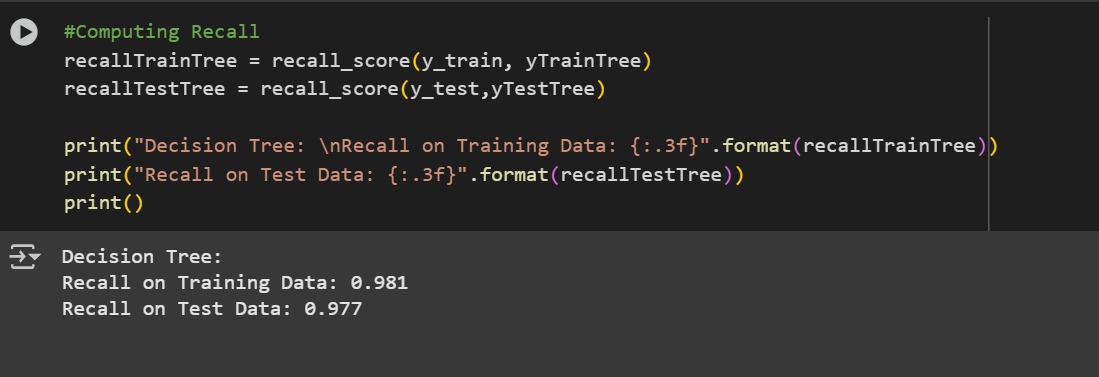 #Computing Recall
recallTrainTree = recall_score(y_train, yTrainTree)
recallTestTree = recall_score(y_test,yTestTree)
print("Decision Tree: \nRecall on Training Data: {:.3f}".format(recallTrainTree))
print("Recall on Test Data: {:.3f}".format(recallTestTree))
print()
Decision Tree:
Recall on Training Data: 0.981
Recall on Test Data: 0.977